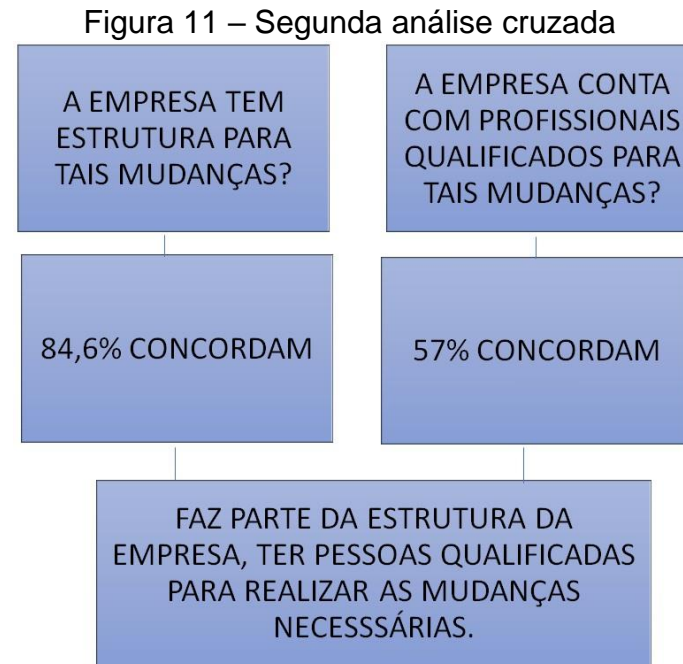 Figura 11 – Segunda análise cruzada
A EMPRESA TEM
ESTRUTURA PARA
TAIS MUDANÇAS?
A EMPRESA CONTA
COM PROFISSIONAIS
QUALIFICADOS PARA
TAIS MUDANÇAS?
84,6% CONCORDAM
57% CONCORDAM
FAZ PARTE DA ESTRUTURA DA
EMPRESA, TER PESSOAS QUALIFICADAS
PARA REALIZAR AS MUDANÇAS
NECESSSÁRIAS.